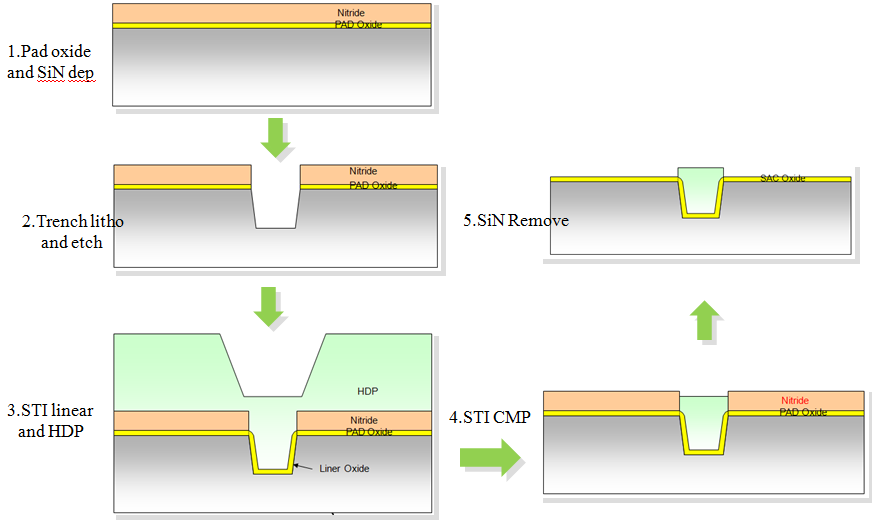 Nitride
PAD Oxide
1.Pad oxide
and SiN dep
Nitride
PAD Oxide
2.Trench litho
and etch
HDP
Nitride
PAD Oxide
Liner Oxide
3.STI linear
and HDP
4.STI CMP
Nitride
PAD Oxide
5.SiN Remove
SAC Oxide